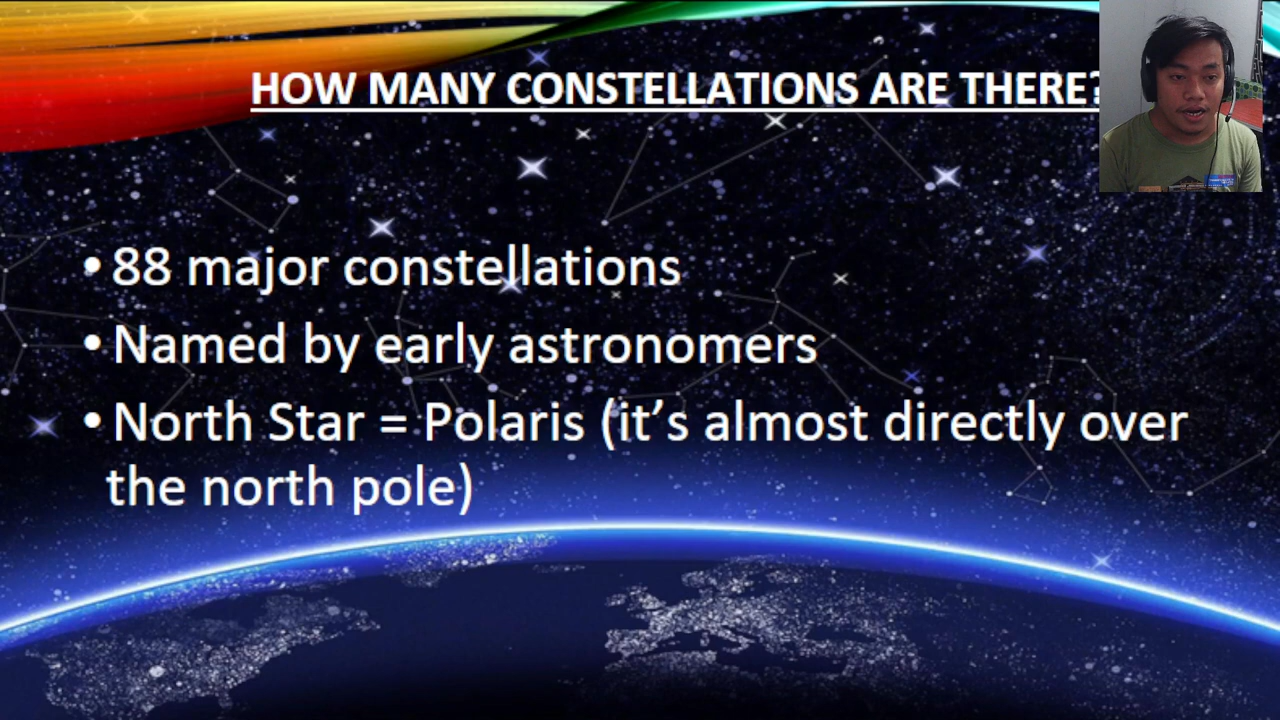 HOW MANY CONSTELLATIONS ARE THERE?
• 88 major constellations
• Named by early astronomers
• North Star = Polaris (it’s almost directly over
the north pole)